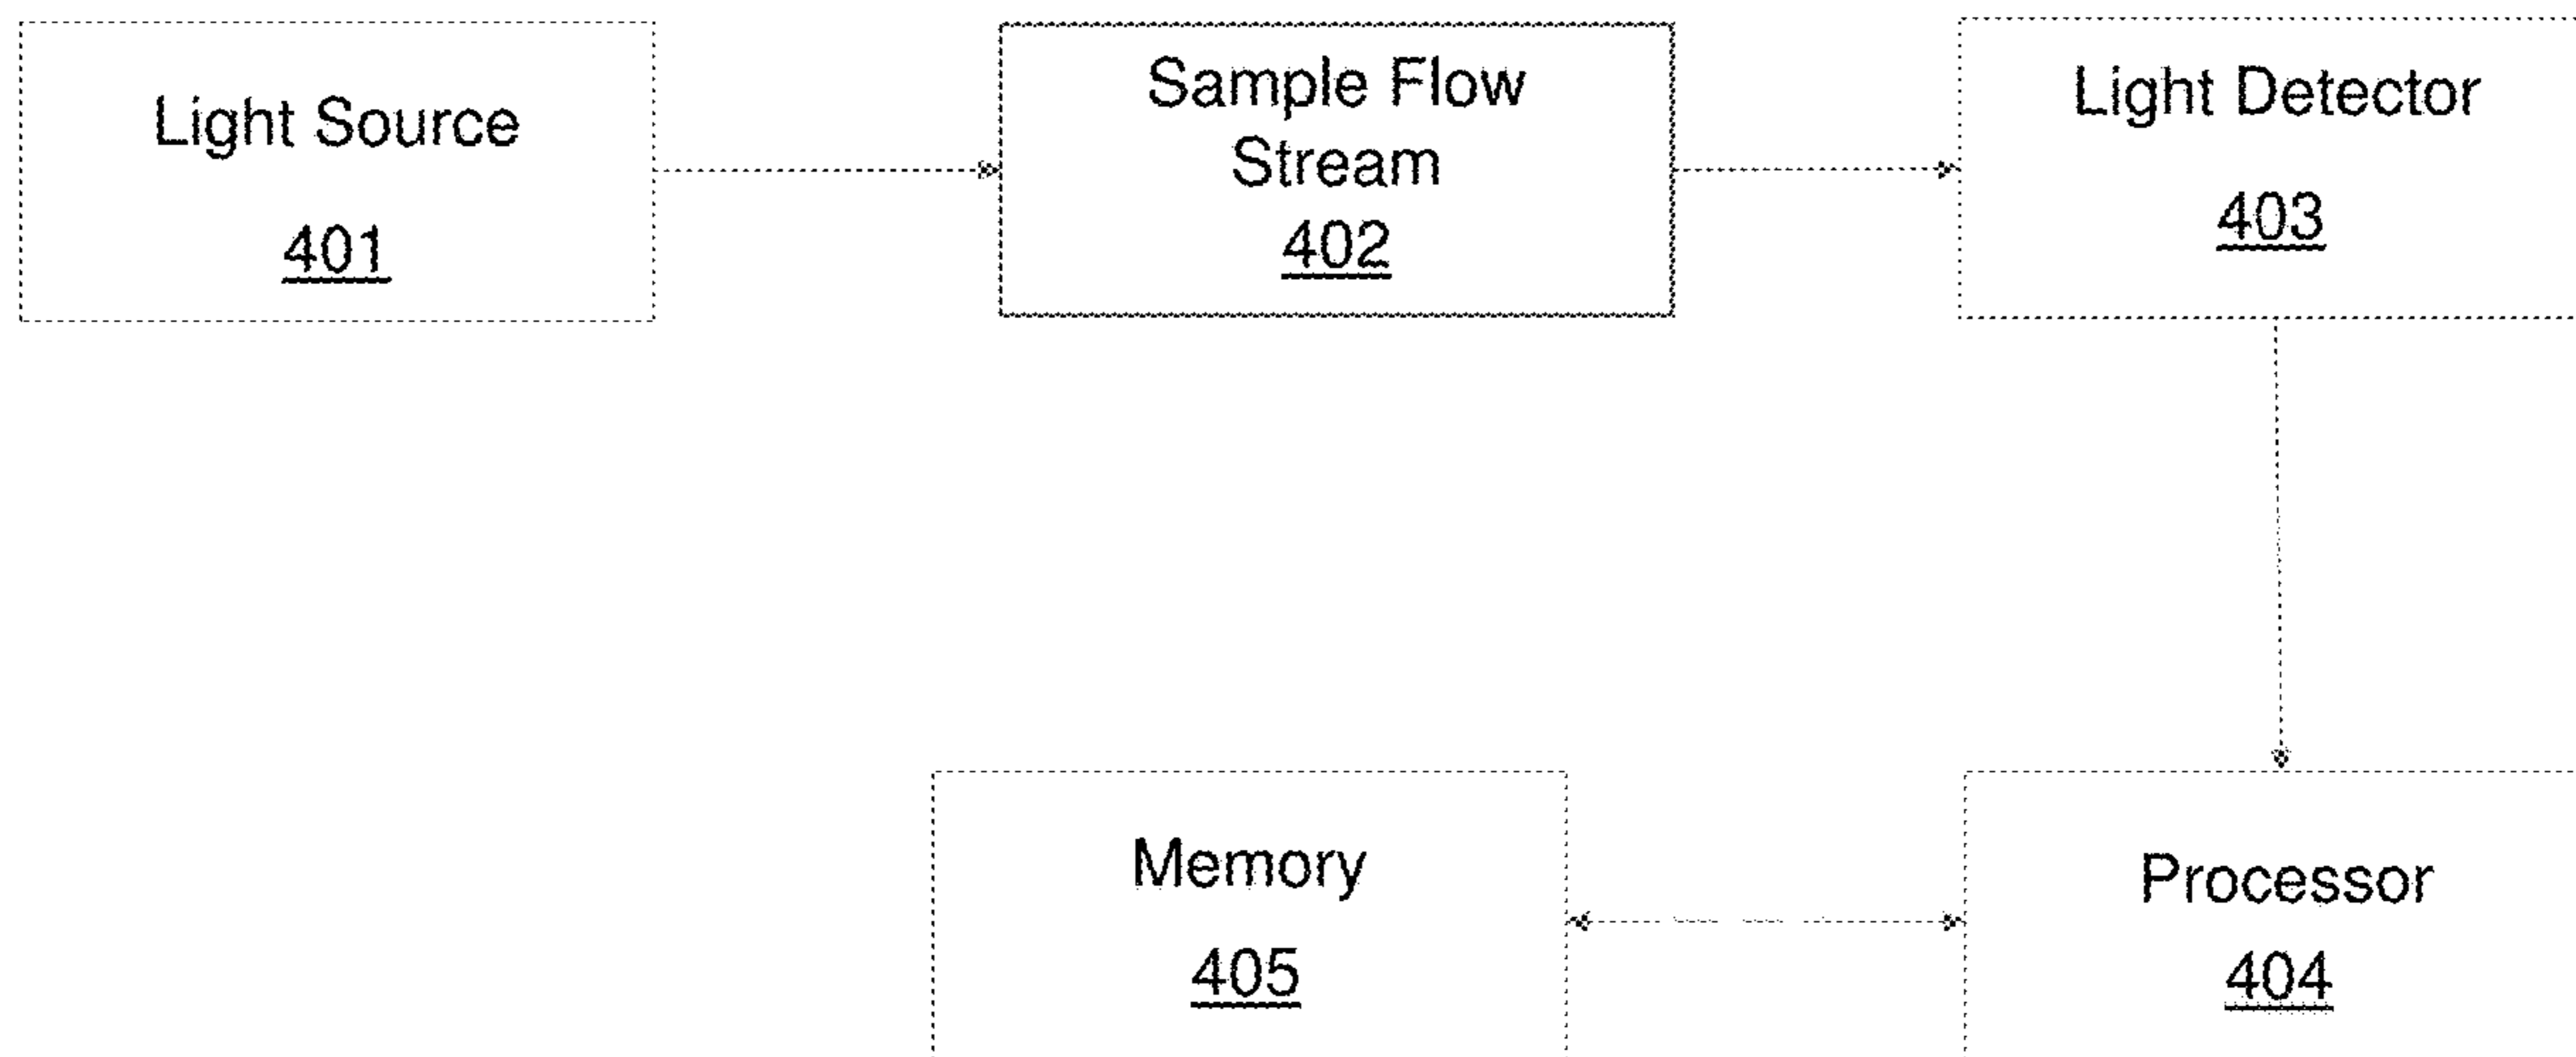 Light Source
401
Sample Flow
Stream
402
Light Detector
403
Memory
405
Processor
404